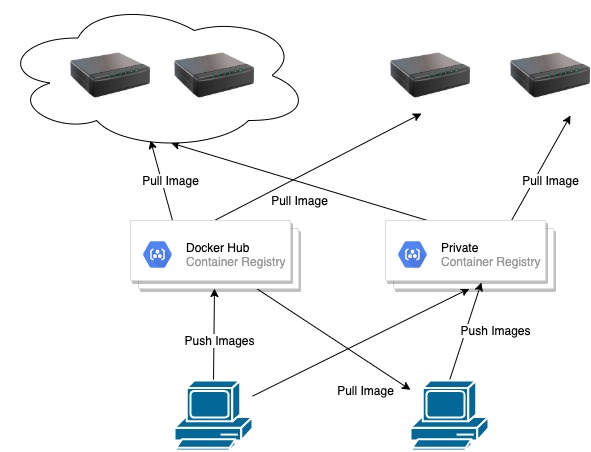 Pull Image
Pull Image
Pull Image
Docker Hub
Container Registry
Private
Container Registry
Push Images
Push Images
Pull Image